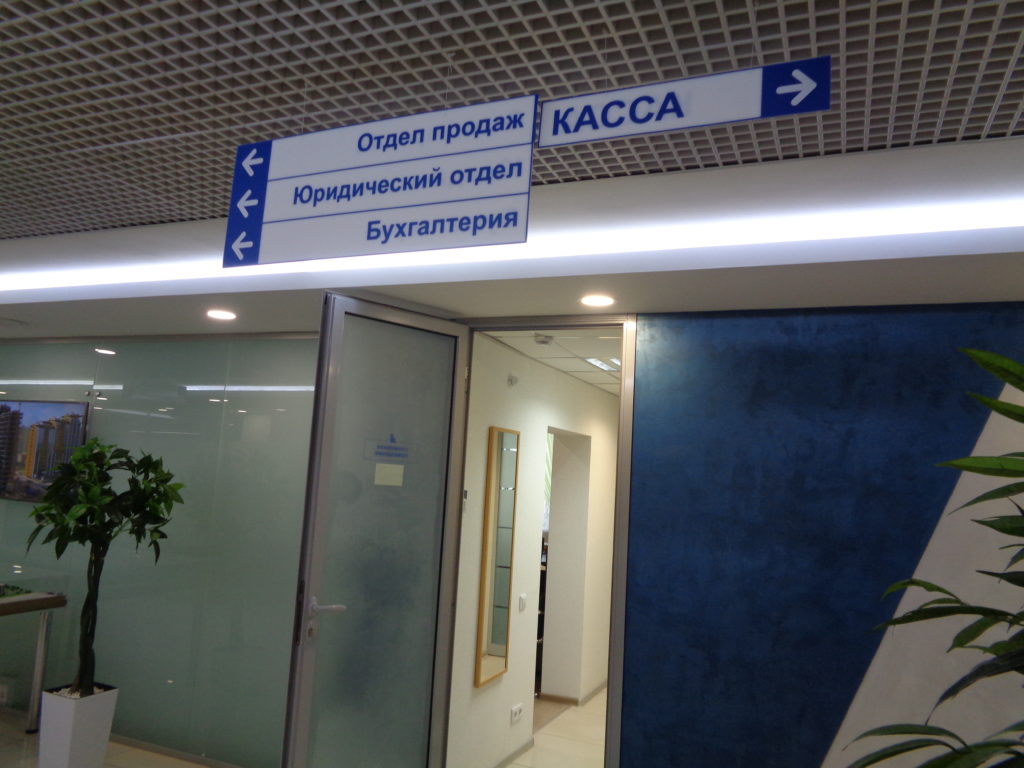 Отдел продаж
Юридический отдел
Бухгалтерия
КАССА